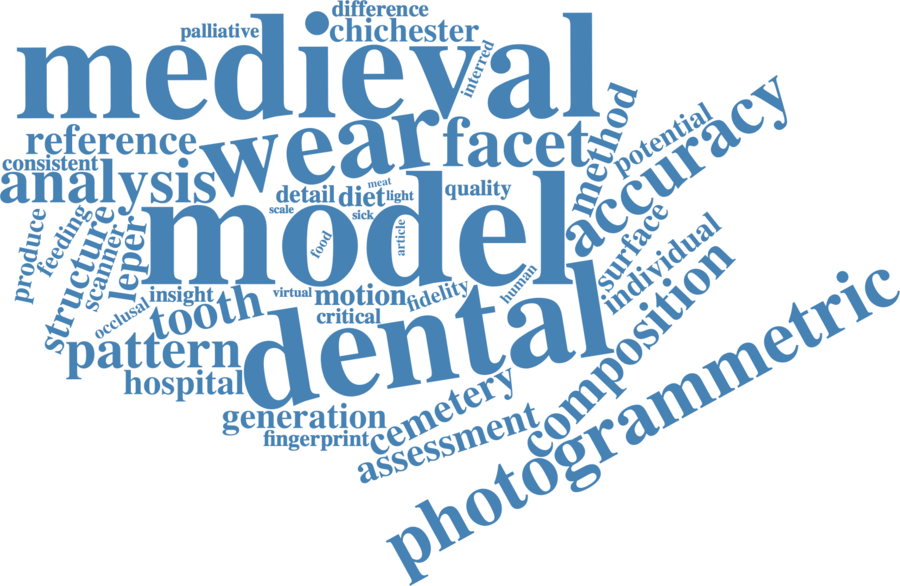 difference
palliative
chichester
medieval
interred
reference
wear
facet
method
potential
accuracy
consistent
analysis
meat
detail
diet
light
quality
scale
sick
model
produce
feeding
structure
scanner
leper
food
article
surface
individual
human
occlusal
insight
tooth
virtual
motion
fidelity
critical
dental
composition
pattern
hospital
photogrammetric
generation
cemetery
fingerprint
assessment